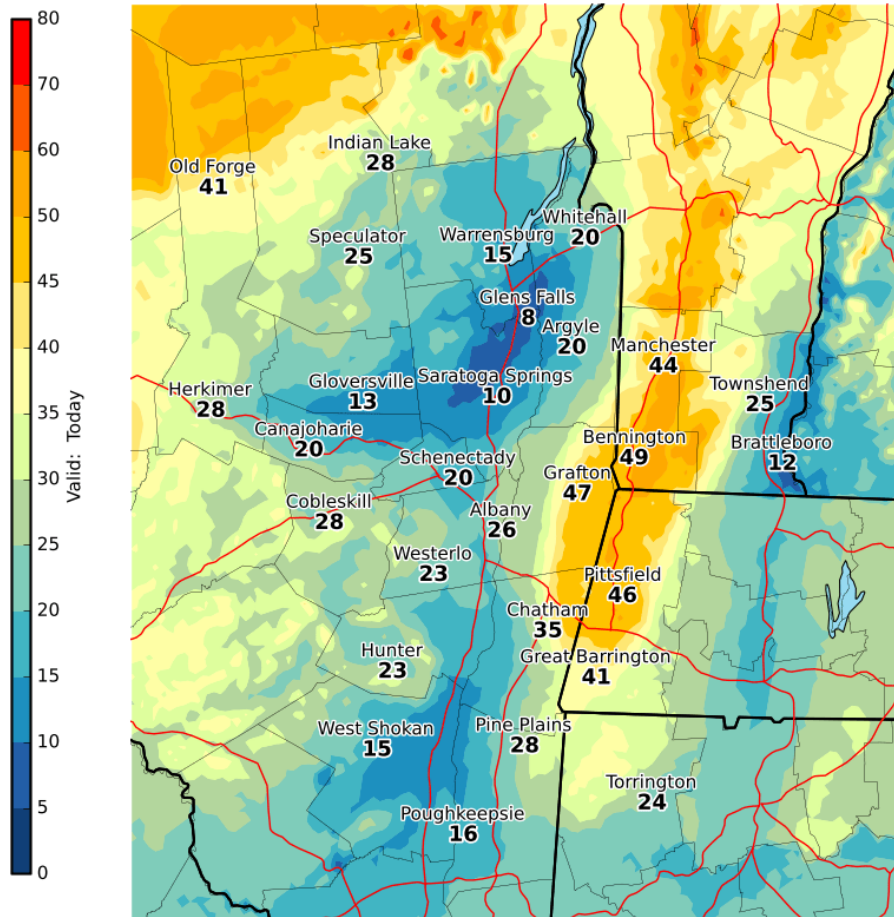 80
70
60
50
45
40
35
30
25
20
15
10
5
0
Valid: Today
Indian Lake
28
Old Forge
41
Whitehall
20
Speculator
25
Warrensburg
15
Glens Falls
8
Argyle
20
Manchester
44
Herkimer
28
Gloversville
13
Saratoga Springs
10
Townshend
25
Canajoharie
20
Bennington
49
Brattleboro
12
Schenectady
20
Grafton
47
Cobleskill
28
Albany
26
Westerlo
23
Pittsfield
46
Chatham
35
Hunter
23
Great Barrington
41
West Shokan
15
Pine Plains
28
Torrington
24
Poughkeepsie
16